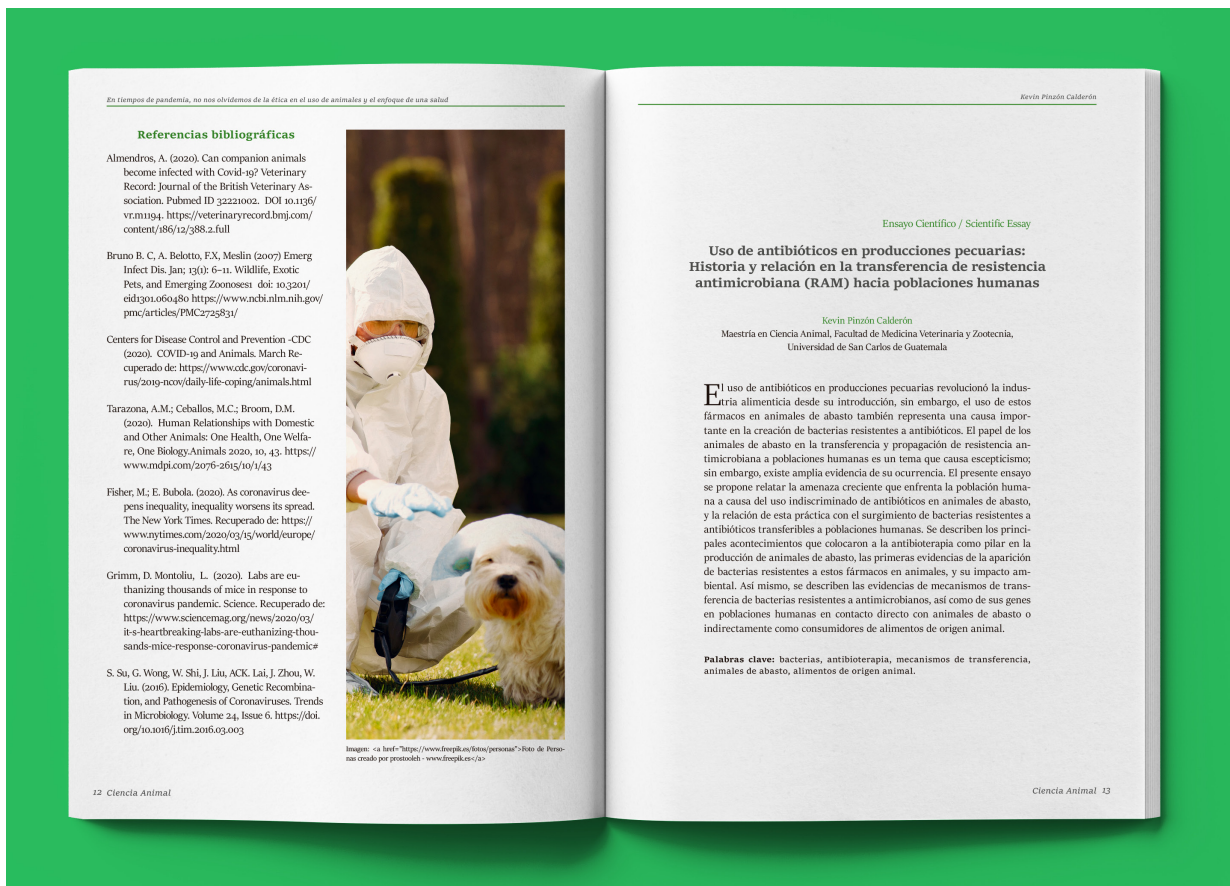 En tiempos de pandemia, no nos olvidemos de la ética en el uso de animales y el enfoque de una salud
Referencias bibliográficas
Almendros, A. (2020). Can companion animals
become infected with Covid-19? Veterinary
Record: Journal of the British Veterinary As-
sociation. Pubmed ID 32221002. DOI 10.1136/
vr.m1194. https://veterinaryrecord.bmj.com/
content/186/12/388.2.full
Bruno B. C, A. Belotto, F.X, Meslin (2007) Emerg
Infect Dis. Jan; 13(1): 6–11. Wildlife, Exotic
Pets, and Emerging Zoonoses1 doi: 10.3201/
eid1301.060480 https://www.ncbi.nlm.nih.gov/
pmc/articles/PMC2725831/
Centers for Disease Control and Prevention -CDC
(2020). COVID-19 and Animals. March Re-
cuperado de: https://www.cdc.gov/coronavi-
rus/2019-ncov/daily-life-coping/animals.html
Tarazona, A.M.; Ceballos, M.C.; Broom, D.M.
(2020). Human Relationships with Domestic
and Other Animals: One Health, One Welfa-
re, One Biology.Animals 2020, 10, 43. https://
www.mdpi.com/2076-2615/10/1/43
Fisher, M.; E. Bubola. (2020). As coronavirus dee-
pens inequality, inequality worsens its spread.
The New York Times. Recuperado de: https://
www.nytimes.com/2020/03/15/world/europe/
coronavirus-inequality.html
Grimm, D. Montoliu, L. (2020). Labs are eu-
thanizing thousands of mice in response to
coronavirus pandemic. Science. Recuperado de:
https://www.sciencemag.org/news/2020/03/
it-s-heartbreaking-labs-are-euthanizing-thou-
sands-mice-response-coronavirus-pandemic#
S. Su, G. Wong, W. Shi, J. Liu, ACK. Lai, J. Zhou, W.
Liu. (2016). Epidemiology, Genetic Recombina-
tion, and Pathogenesis of Coronaviruses. Trends
in Microbiology. Volume 24, Issue 6. https://doi.
org/10.1016/j.tim.2016.03.003
Imagen: <a href="https://www.freepik.es/fotos/personas">Foto de Perso-
nas creado por prostooleh - www.freepik.es</a>
12 Ciencia Animal
Kevin Pinzón Calderón
Ensayo Científico / Scientific Essay
Uso de antibióticos en producciones pecuarias:
Historia y relación en la transferencia de resistencia
antimicrobiana (RAM) hacia poblaciones humanas
Kevin Pinzón Calderón
Maestría en Ciencia Animal, Facultad de Medicina Veterinaria y Zootecnia,
Universidad de San Carlos de Guatemala
El uso de antibióticos en producciones pecuarias revolucionó la indus-
tria alimenticia desde su introducción, sin embargo, el uso de estos
fármacos en animales de abasto también representa una causa impor-
tante en la creación de bacterias resistentes a antibióticos. El papel de los
animales de abasto en la transferencia y propagación de resistencia an-
timicrobiana a poblaciones humanas es un tema que causa escepticismo;
sin embargo, existe amplia evidencia de su ocurrencia. El presente ensayo
se propone relatar la amenaza creciente que enfrenta la población huma-
na a causa del uso indiscriminado de antibióticos en animales de abasto,
y la relación de esta práctica con el surgimiento de bacterias resistentes a
antibióticos transferibles a poblaciones humanas. Se describen los princi-
pales acontecimientos que colocaron a la antibioterapia como pilar en la
producción de animales de abasto, las primeras evidencias de la aparición
de bacterias resistentes a estos fármacos en animales, y su impacto am-
biental. Así mismo, se describen las evidencias de mecanismos de trans-
ferencia de bacterias resistentes a antimicrobianos, así como de sus genes
en poblaciones humanas en contacto directo con animales de abasto o
indirectamente como consumidores de alimentos de origen animal.
Palabras clave: bacterias, antibioterapia, mecanismos de transferencia,
animales de abasto, alimentos de origen animal.
Ciencia Animal 13